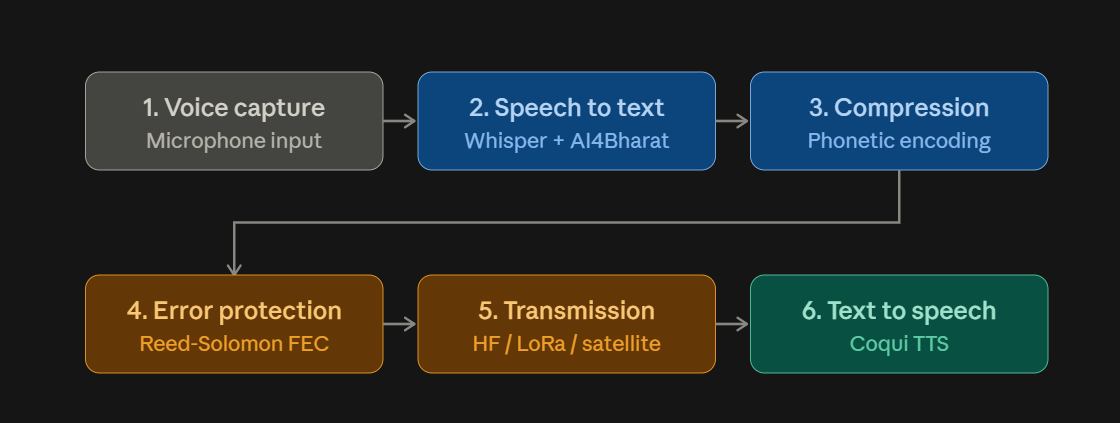 1. Voice capture
Microphone input
2. Speech to text
Whisper + AI4Bharat
3. Compression
Phonetic encoding
4. Error protection
Reed-Solomon FEC
5. Transmission
HF / LoRa / satellite
6. Text to speech
Coqui TTS